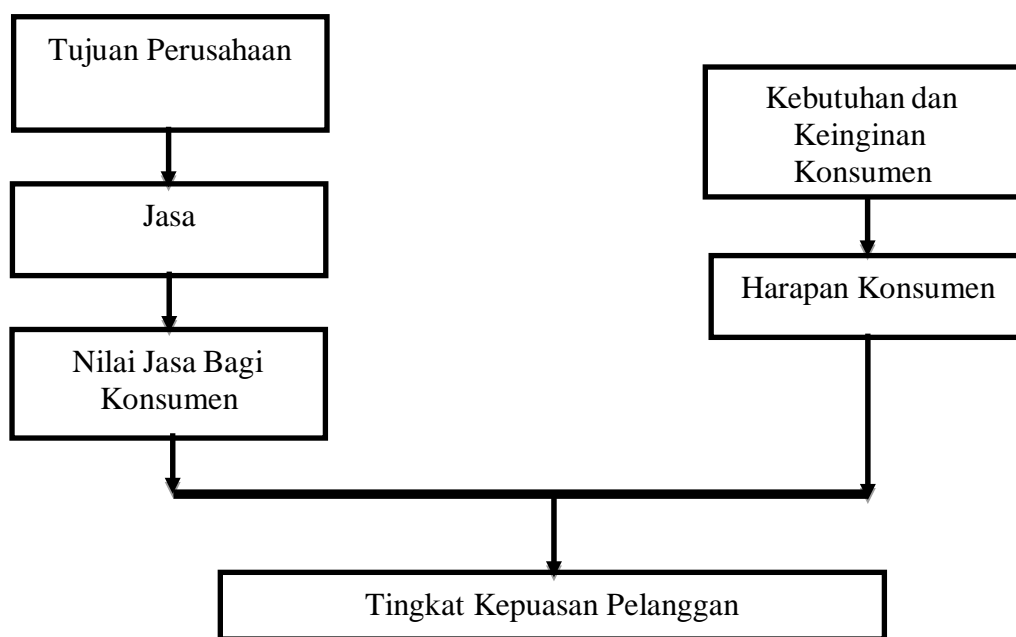 Tujuan Perusahaan
Jasa
Nilai Jasa Bagi
Konsumen
Kebutuhan dan
Keinginan
Konsumen
Harapan Konsumen
Tingkat Kepuasan Pelanggan